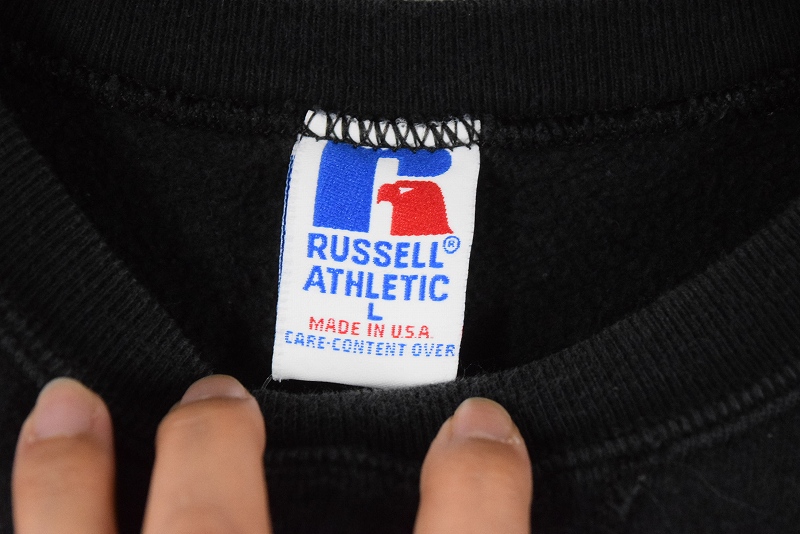 RUSSELL®
ATHLETIC
L
MADE IN U.S.A.
CARE-CONTENT OVER